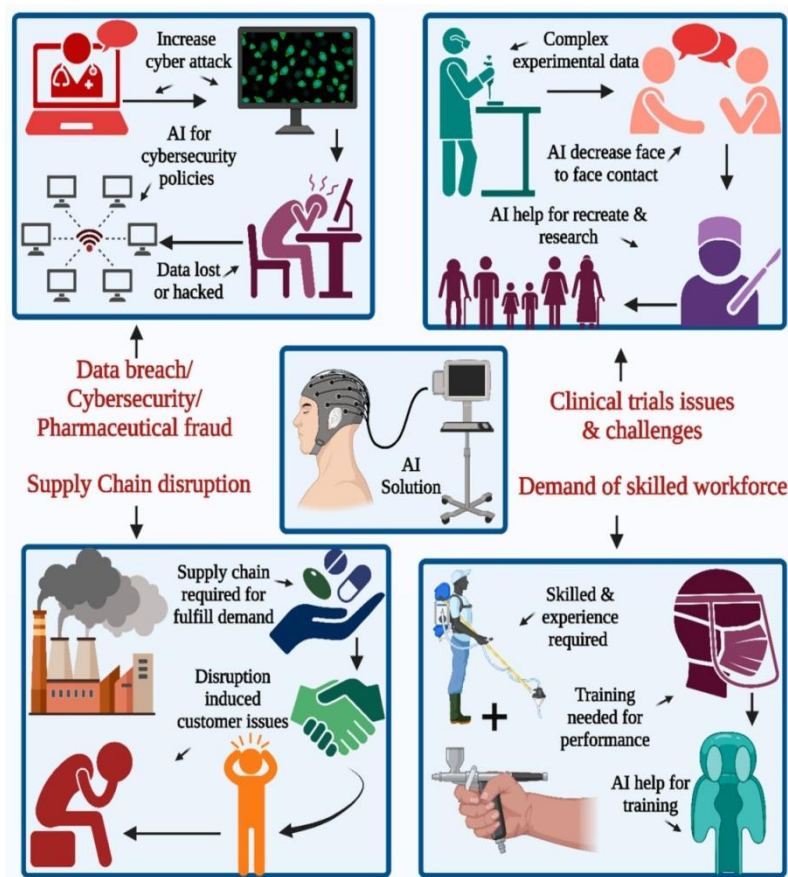 Increase
cyber attack
AI for
cybersecurity
policies
Data lost
or hacked
Complex
experimental data
AI decrease face
to face contact
AI help for recreate &
research
Data breach/
Cybersecurity/
Pharmaceutical fraud
Clinical trials issues
& challenges
AI
Solution
Supply Chain disruption
Demand of skilled workforce
Supply chain
required for
fulfill demand
Disruption
induced
customer issues
Skilled &
experience
required
+
Training
needed for
performance
AI help for
training